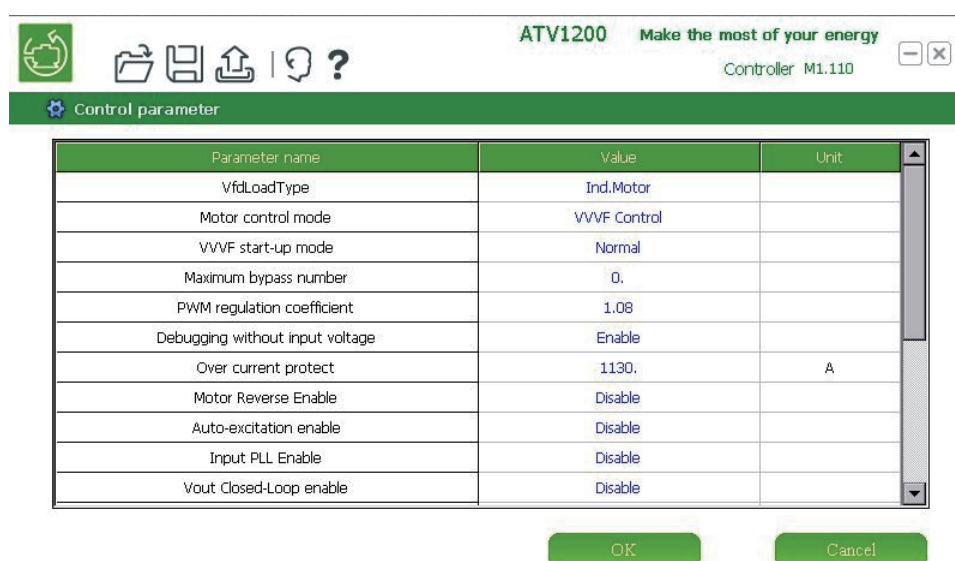 ATV1200 Make the most of your energy
? Controller M1.110
Control parameter
Parameter name Value Unit
VfdLoadType Ind.Motor
Motor control mode VVVF Control
VVVF start-up mode Normal
Maximum bypass number 0.
PWM regulation coefficient 1.08
Debugging without input voltage Enable
Over current protect 1130. A
Motor Reverse Enable Disable
Auto-excitation enable Disable
Input PLL Enable Disable
Vout Closed-Loop enable Disable
OK Cancel